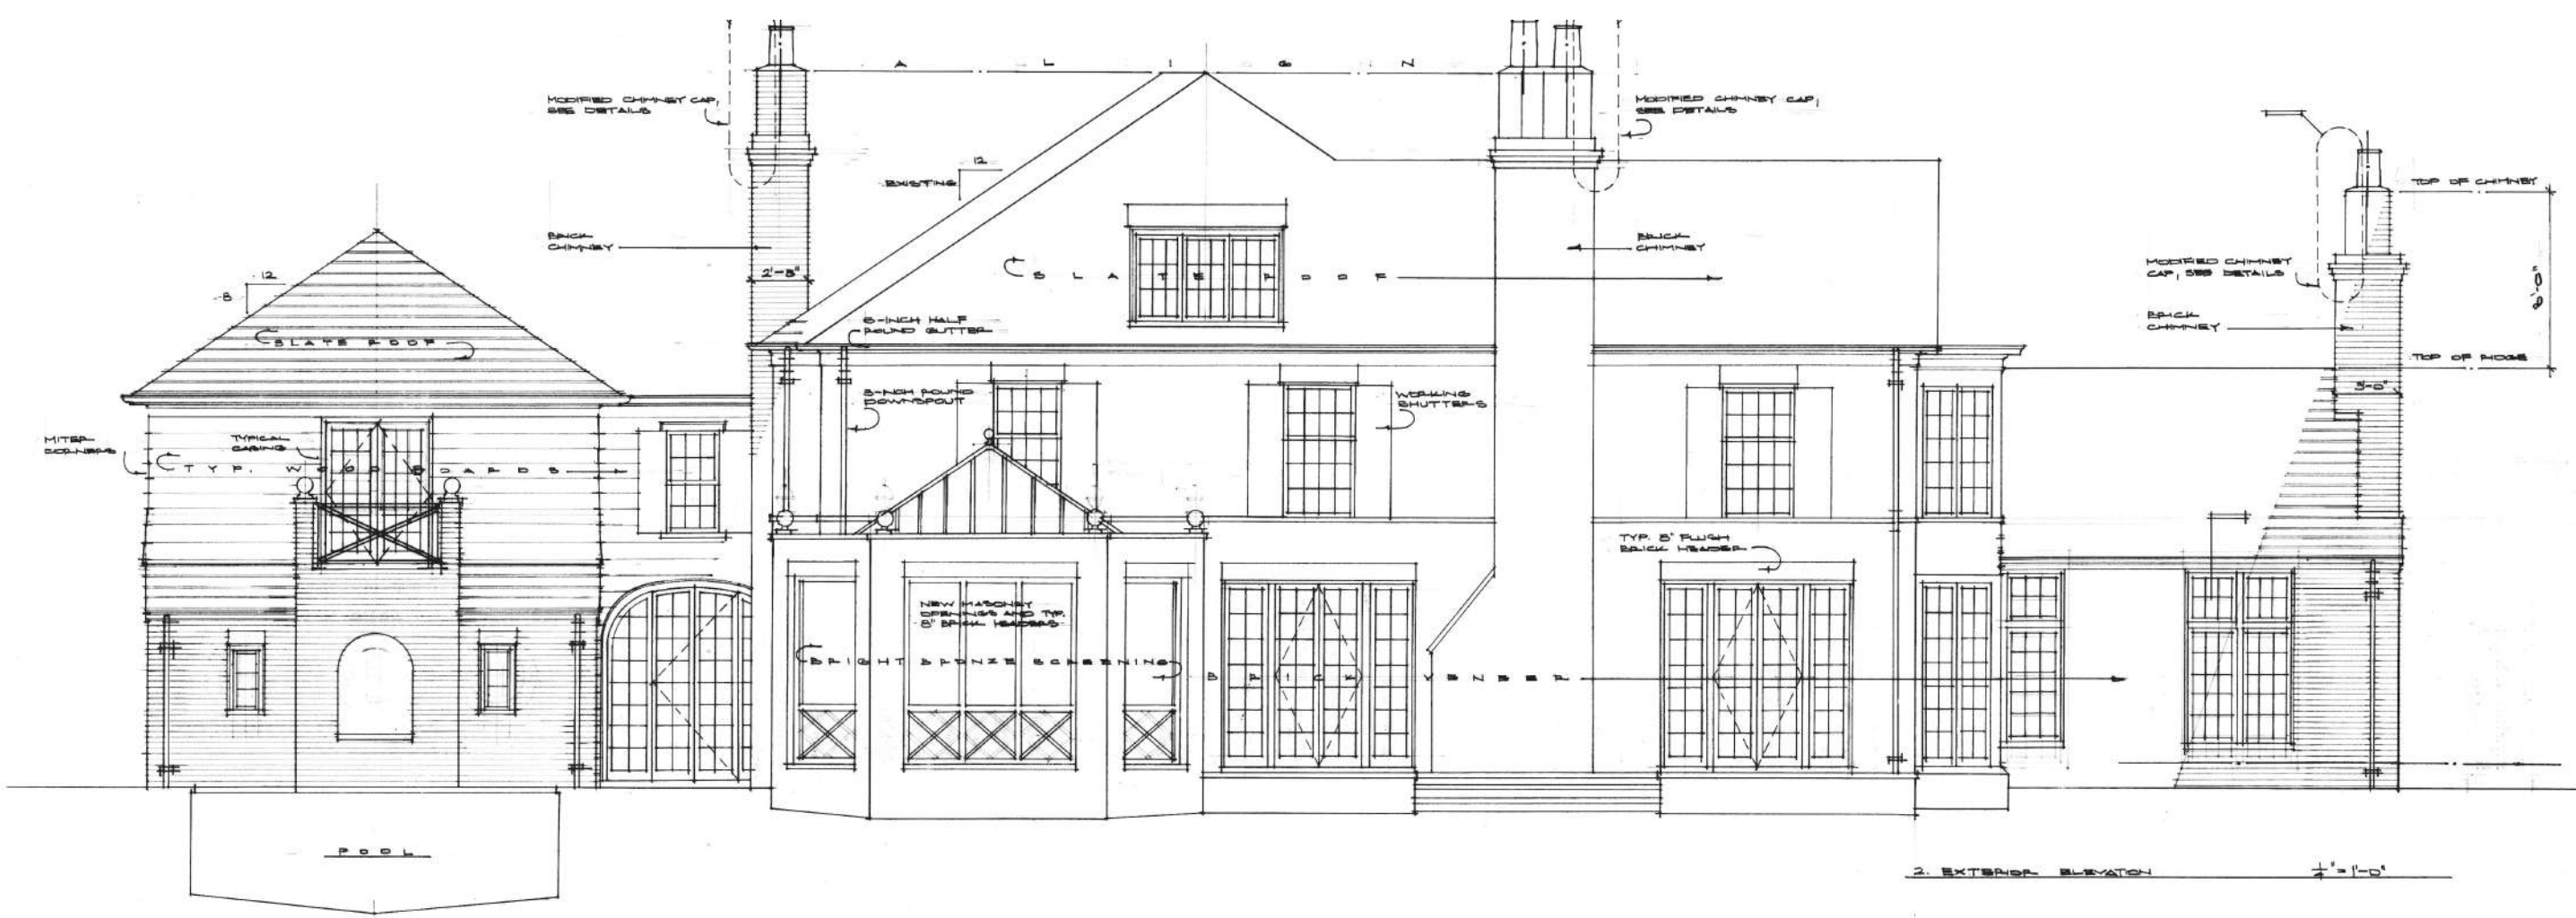 A L I G N
MODIFIED CHIMNEY CAP,
SEE DETAILS
MODIFIED CHIMNEY CAP,
SEE DETAILS
12
EXISTING
TOP OF CHIMNEY
BRICK
CHIMNEY
BRICK
CHIMNEY
MODIFIED CHIMNEY
CAP, SEE DETAILS
12
8
2'-8"
SLATE ROOF
8'-0"
BRICK
CHIMNEY
6-INCH HALF
ROUND GUTTER
SLATE ROOF
TOP OF RIDGE
3-INCH ROUND
DOWNSPOUT
WORKING
SHUTTERS
3'-0"
MITER
CORNERS
TYPICAL
CASING
TYP. WOOD BOARDS
TYP. 8" FLUSH
BRICK HEADER
NEW MASONRY
OPENINGS AND TYP.
8" BRICK HEADERS
BRIGHT BRONZE SCREENING
BRICK VENEER
POOL
2. EXTERIOR ELEVATION
1/4" = 1'-0"